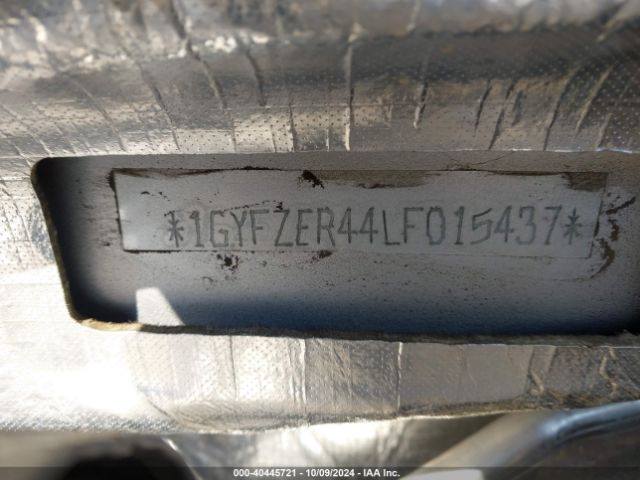 *1GYFZER44LF015437*
000-40445721 | 10/09/2024 | IAA Inc.